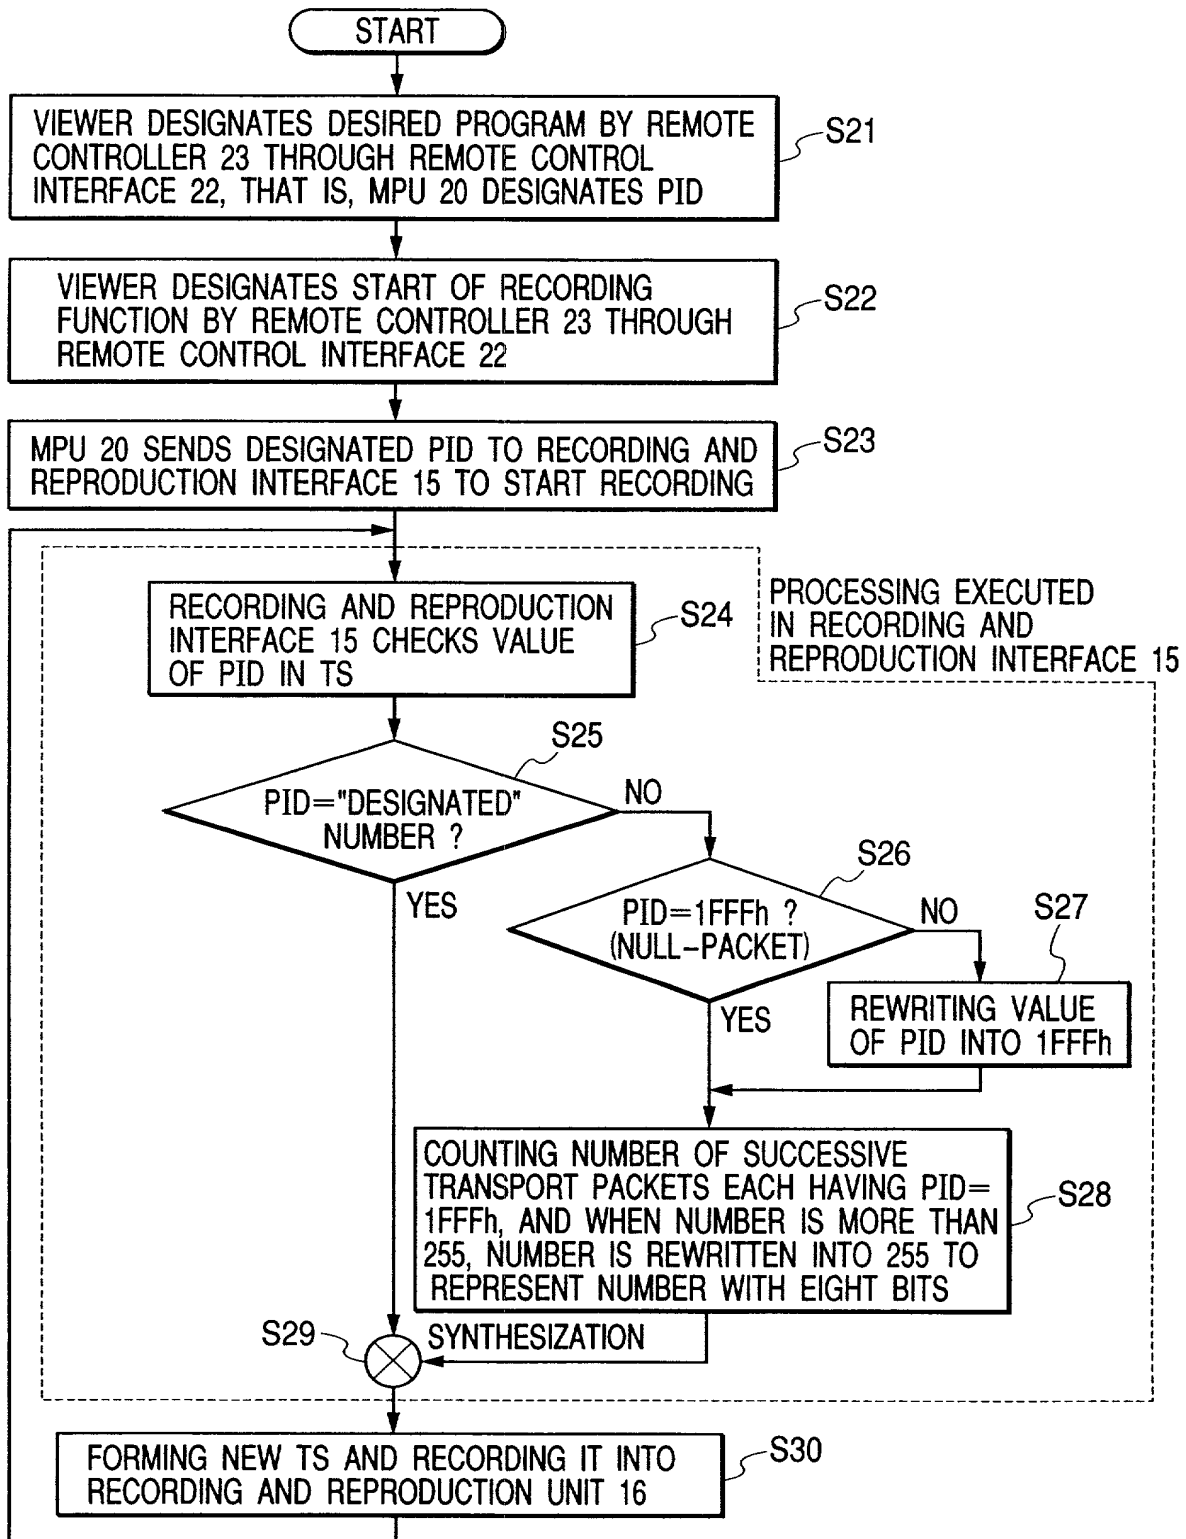 START
VIEWER DESIGNATES DESIRED PROGRAM BY REMOTE
CONTROLLER 23 THROUGH REMOTE CONTROL
INTERFACE 22, THAT IS, MPU 20 DESIGNATES PID
S21
VIEWER DESIGNATES START OF RECORDING
FUNCTION BY REMOTE CONTROLLER 23 THROUGH
REMOTE CONTROL INTERFACE 22
S22
MPU 20 SENDS DESIGNATED PID TO RECORDING AND
REPRODUCTION INTERFACE 15 TO START RECORDING
S23
RECORDING AND REPRODUCTION
INTERFACE 15 CHECKS VALUE
OF PID IN TS
S24
PROCESSING EXECUTED
IN RECORDING AND
REPRODUCTION INTERFACE 15
S25
PID="DESIGNATED"
NUMBER ?
NO
YES
S26
PID=1FFFh ?
(NULL-PACKET)
NO
YES
S27
REWRITING VALUE
OF PID INTO 1FFFh
COUNTING NUMBER OF SUCCESSIVE
TRANSPORT PACKETS EACH HAVING PID=
1FFFh, AND WHEN NUMBER IS MORE THAN
255, NUMBER IS REWRITTEN INTO 255 TO
REPRESENT NUMBER WITH EIGHT BITS
S28
S29
SYNTHESIZATION
FORMING NEW TS AND RECORDING IT INTO
RECORDING AND REPRODUCTION UNIT 16
S30